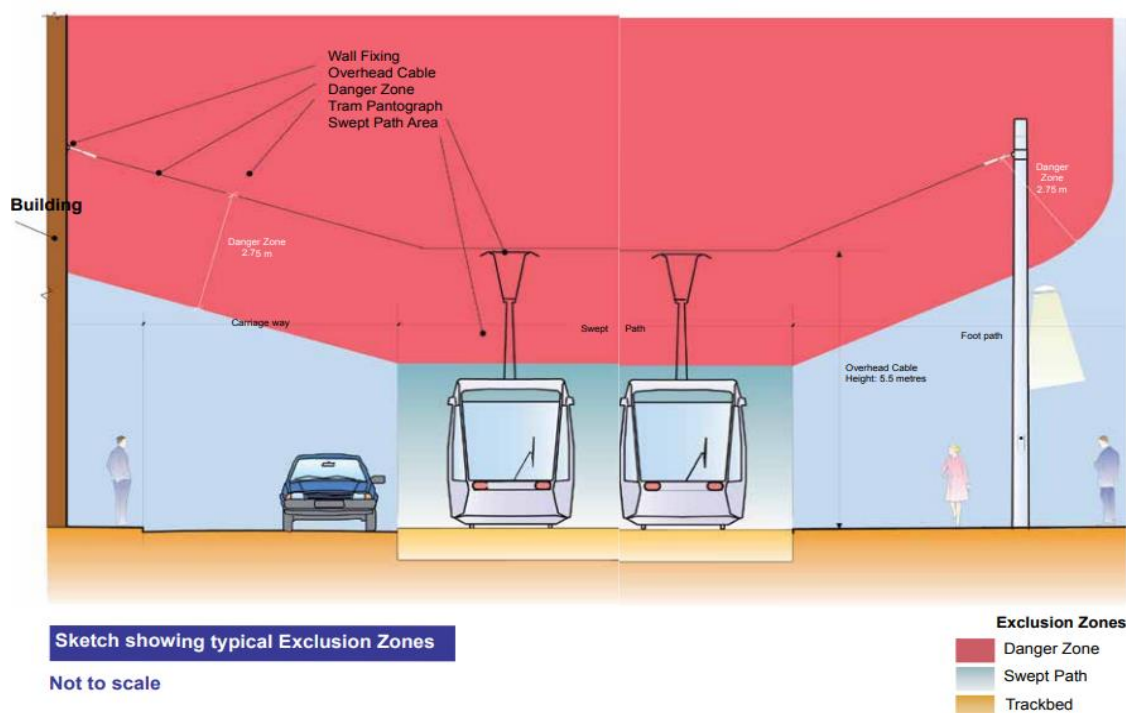 Wall Fixing
Overhead Cable
Danger Zone
Tram Pantograph
Swept Path Area
Building
Danger Zone
2.75 m
Danger
Zone
2.75 m
Carriage way
Swept Path
Foot path
Overhead Cable
Height: 5.5 metres
Sketch showing typical Exclusion Zones
Not to scale
Exclusion Zones
Danger Zone
Swept Path
Trackbed